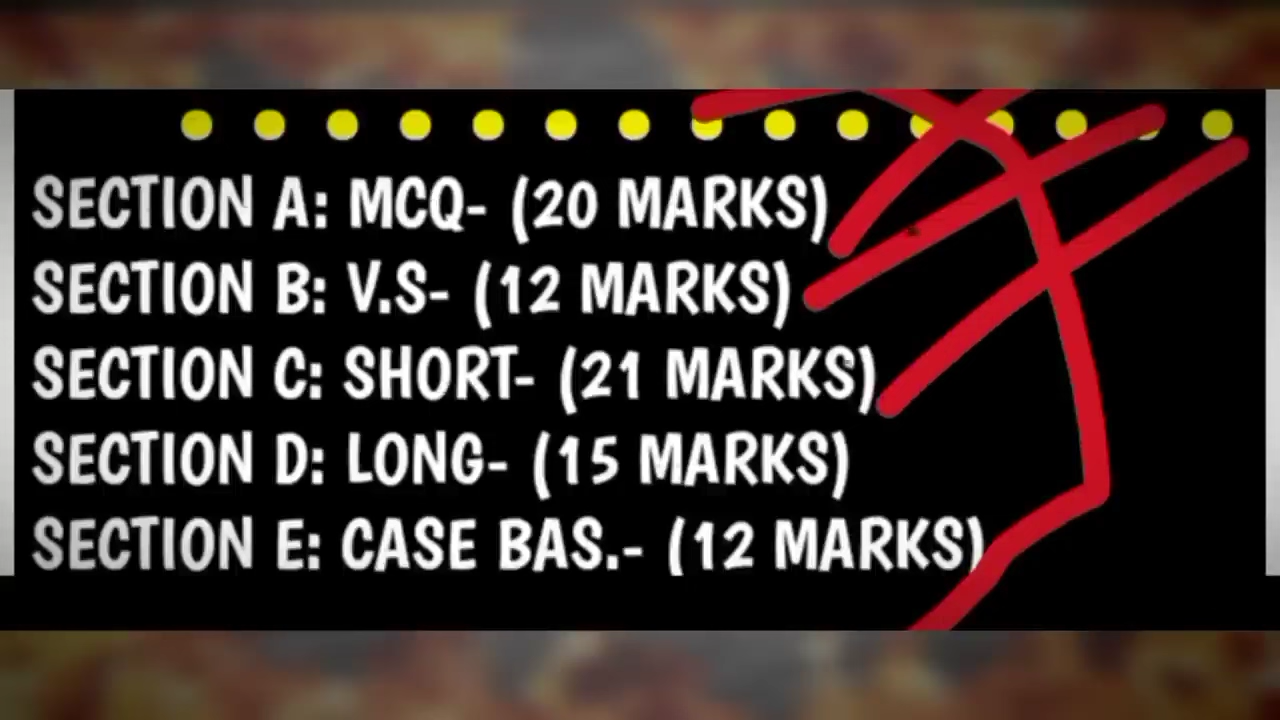 SECTION A: MCQ- (20 MARKS)
SECTION B: V.S- (12 MARKS)
SECTION C: SHORT- (21 MARKS)
SECTION D: LONG- (15 MARKS)
SECTION E: CASE BAS.- (12 MARKS)